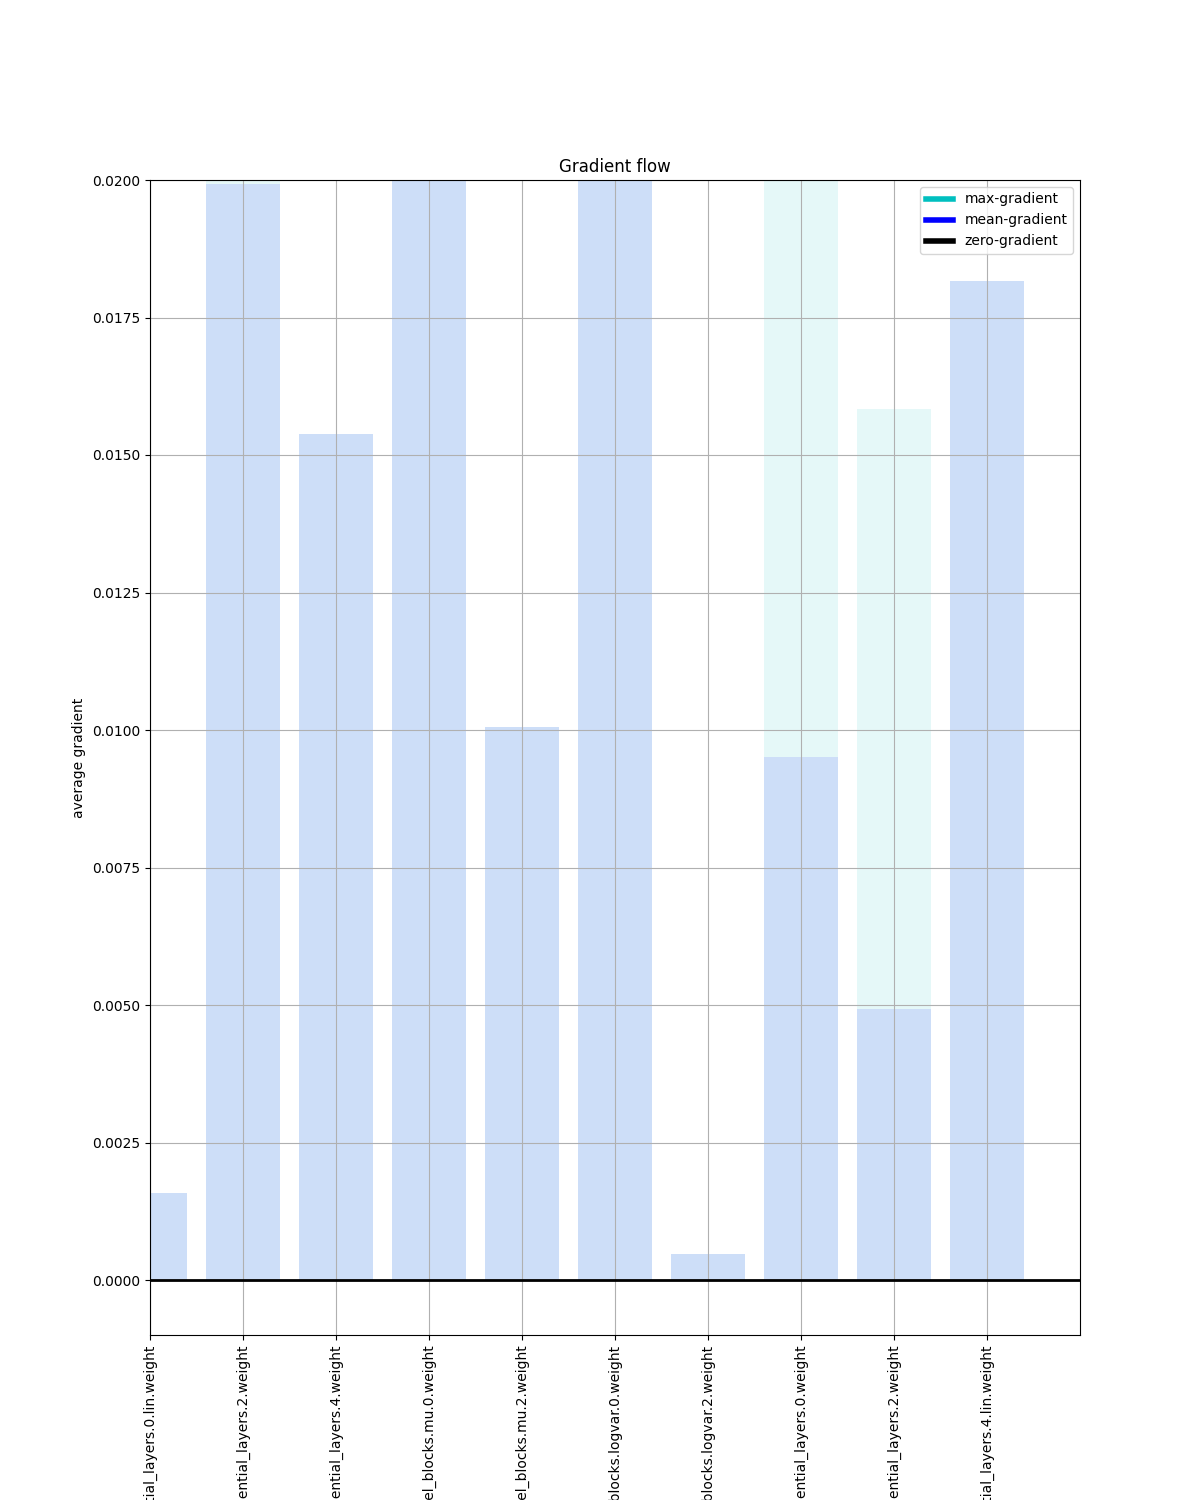 Gradient flow
max-gradient
mean-gradient
zero-gradient
average gradient
0.0200
0.0175
0.0150
0.0125
0.0100
0.0075
0.0050
0.0025
0.0000
tial_layers.0.lin.weight
ential_layers.2.weight
ential_layers.4.weight
el_blocks.mu.0.weight
el_blocks.mu.2.weight
blocks.logvar.0.weight
blocks.logvar.2.weight
ential_layers.0.weight
ential_layers.2.weight
tial_layers.4.lin.weight